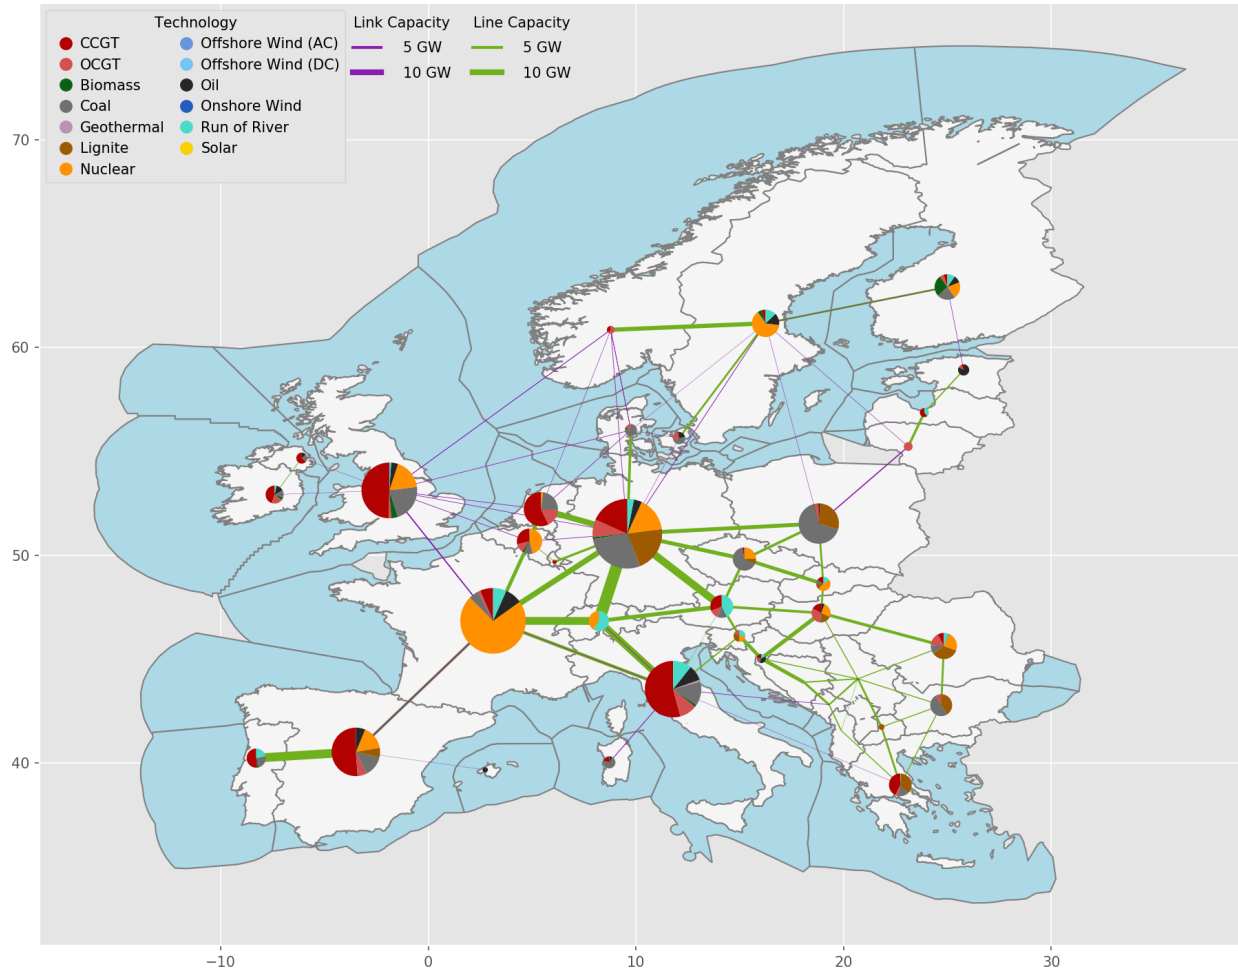 Technology
CCGT
OCGT
Biomass
Coal
Geothermal
Lignite
Nuclear
Offshore Wind (AC)
Offshore Wind (DC)
Oil
Onshore Wind
Run of River
Solar
Link Capacity
5 GW
10 GW
Line Capacity
5 GW
10 GW
70
60
50
40
−10
0
10
20
30